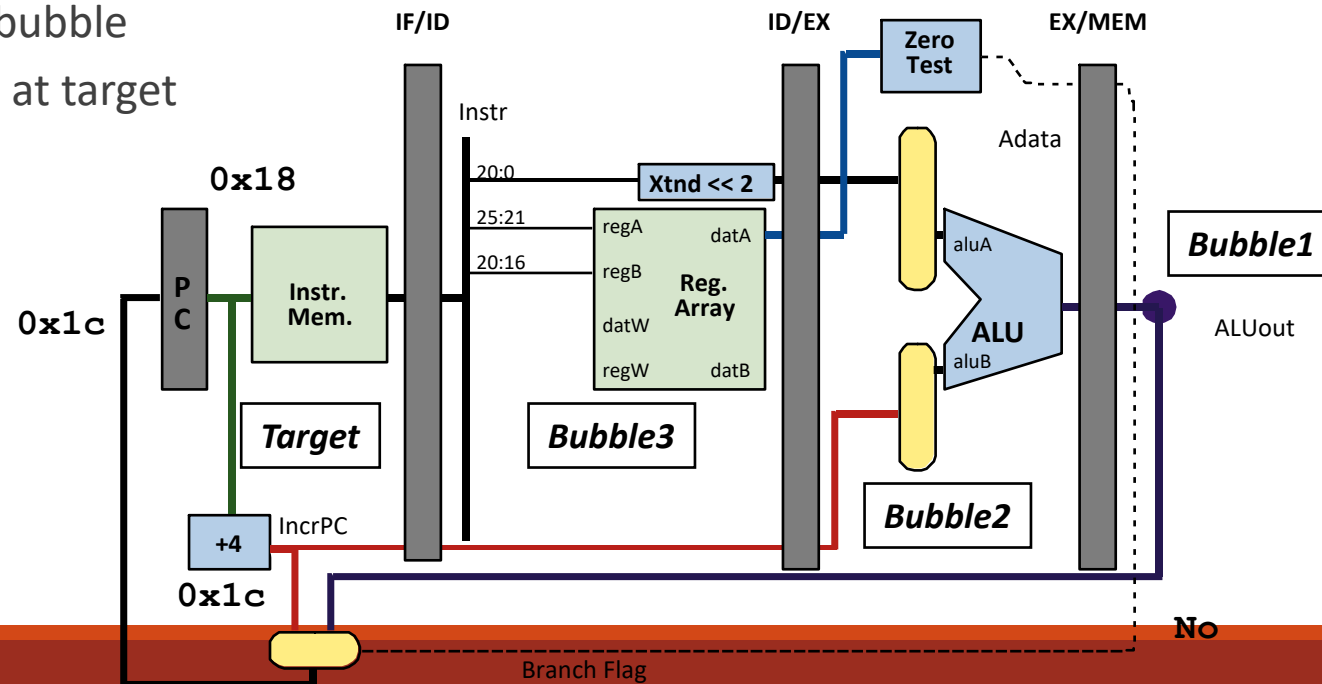 bubble
at target
IF/ID
ID/EX
EX/MEM
Zero
Test
Instr
Adata
0x18
20:0
Xtnd << 2
25:21
20:16
regA
datA
regB
Reg.
Array
datW
regW
datB
P
C
Instr.
Mem.
0x1c
aluA
ALU
aluB
Bubble1
ALUout
Target
Bubble3
Bubble2
+4
IncrPC
0x1c
No
Branch Flag